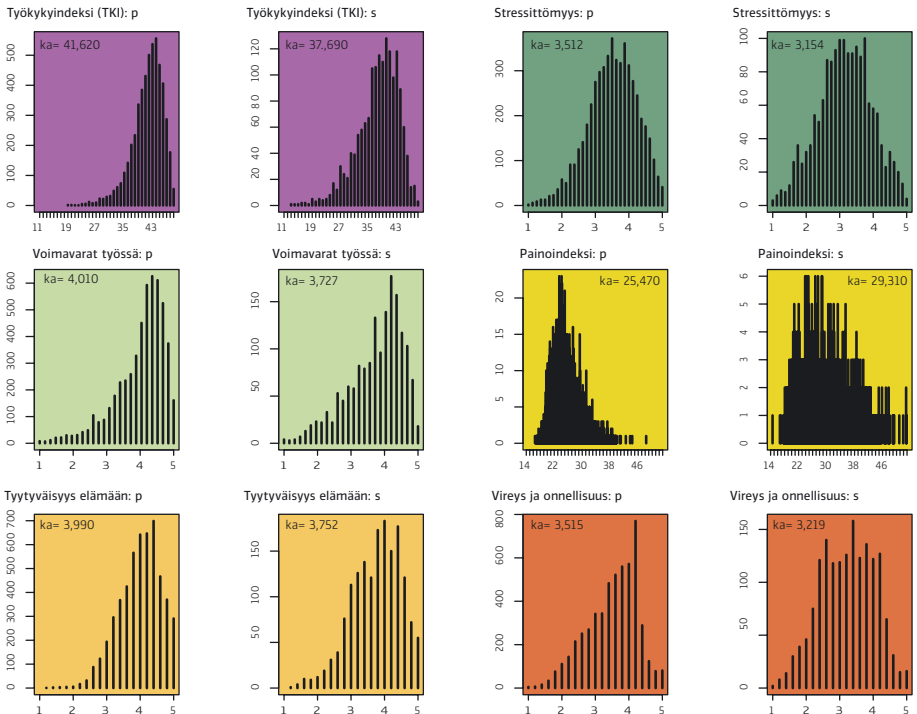 Työkykyindeksi (TKI): p
ka= 41,620
0 100 200 300 400 500
11 19 27 35 43
Työkykyindeksi (TKI): s
ka= 37,690
0 20 40 60 80 100 120
11 19 27 35 43
Stressittömyys: p
ka= 3,512
0 100 200 300
1 2 3 4 5
Stressittömyys: s
ka= 3,154
0 20 40 60 80 100
1 2 3 4 5
Voimavarat työssä: p
ka= 4,010
0 100 200 300 400 500 600
1 2 3 4 5
Voimavarat työssä: s
ka= 3,727
0 50 100 150
1 2 3 4 5
Painoindeksi: p
ka= 25,470
0 5 10 15 20
14 22 30 38 46
Painoindeksi: s
ka= 29,310
0 1 2 3 4 5 6
14 22 30 38 46
Tyytyväisyys elämään: p
ka= 3,990
0 100 200 300 400 500 600 700
1 2 3 4 5
Tyytyväisyys elämään: s
ka= 3,752
0 50 100 150
1 2 3 4 5
Vireys ja onnellisuus: p
ka= 3,515
0 200 400 600 800
1 2 3 4 5
Vireys ja onnellisuus: s
ka= 3,219
0 50 100 150
1 2 3 4 5